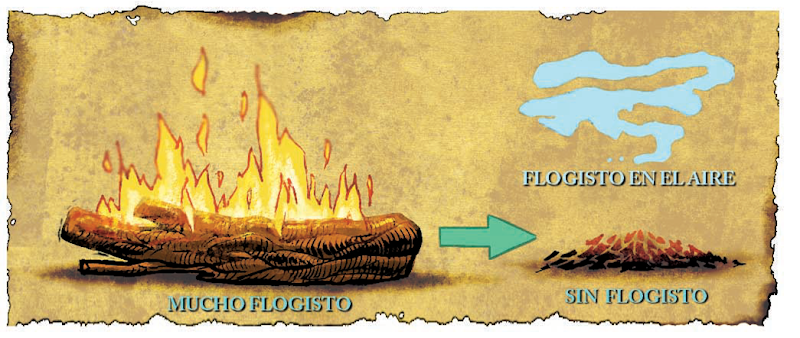 MUCHO FLOGISTO
FLOGISTO EN EL AIRE
SIN FLOGISTO